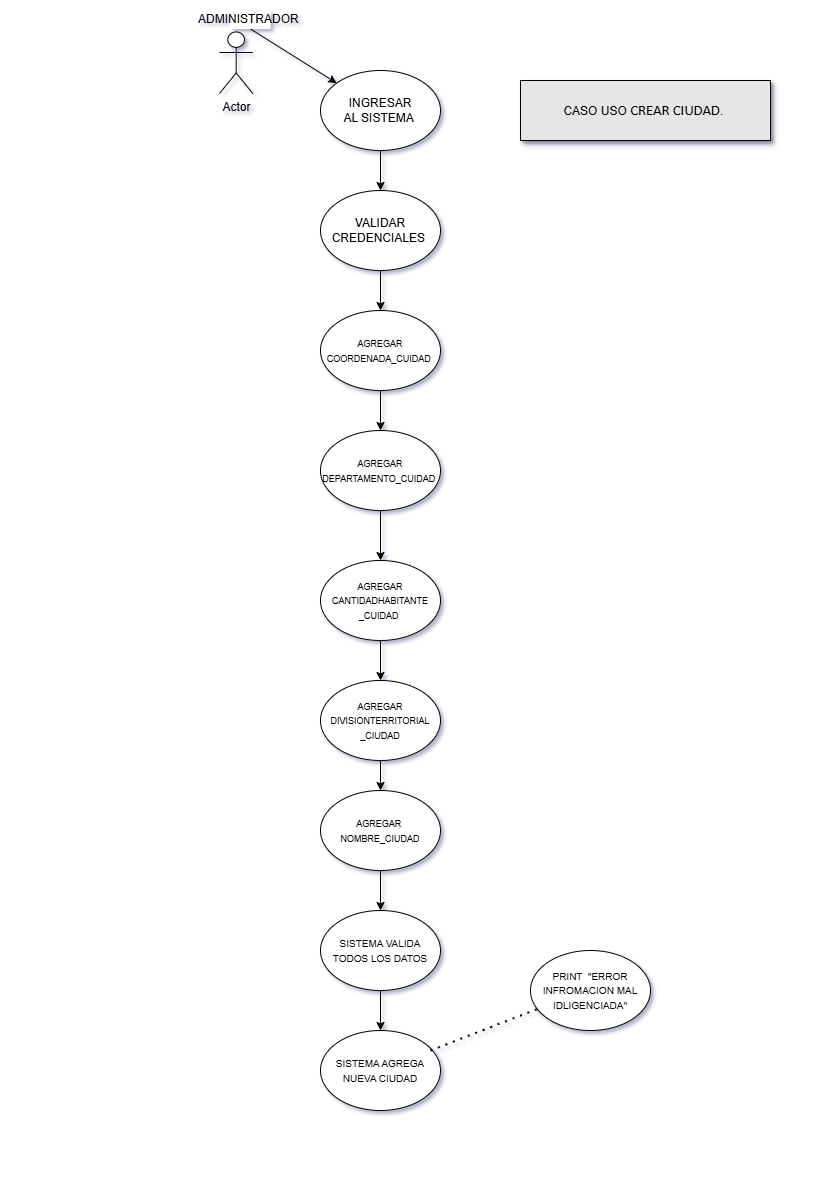 ADMINISTRADOR
Actor
INGRESAR
AL SISTEMA
CASO USO CREAR CIUDAD.
VALIDAR
CREDENCIALES
AGREGAR
COORDENADA_CUIDAD
AGREGAR
DEPARTAMENTO_CUIDAD
AGREGAR
CANTIDADHABITANTE
_CUIDAD
AGREGAR
DIVISIONTERRITORIAL
_CIUDAD
AGREGAR
NOMBRE_CIUDAD
SISTEMA VALIDA
TODOS LOS DATOS
PRINT "ERROR
INFROMACION MAL
IDLIGENCIADA"
SISTEMA AGREGA
NUEVA CIUDAD